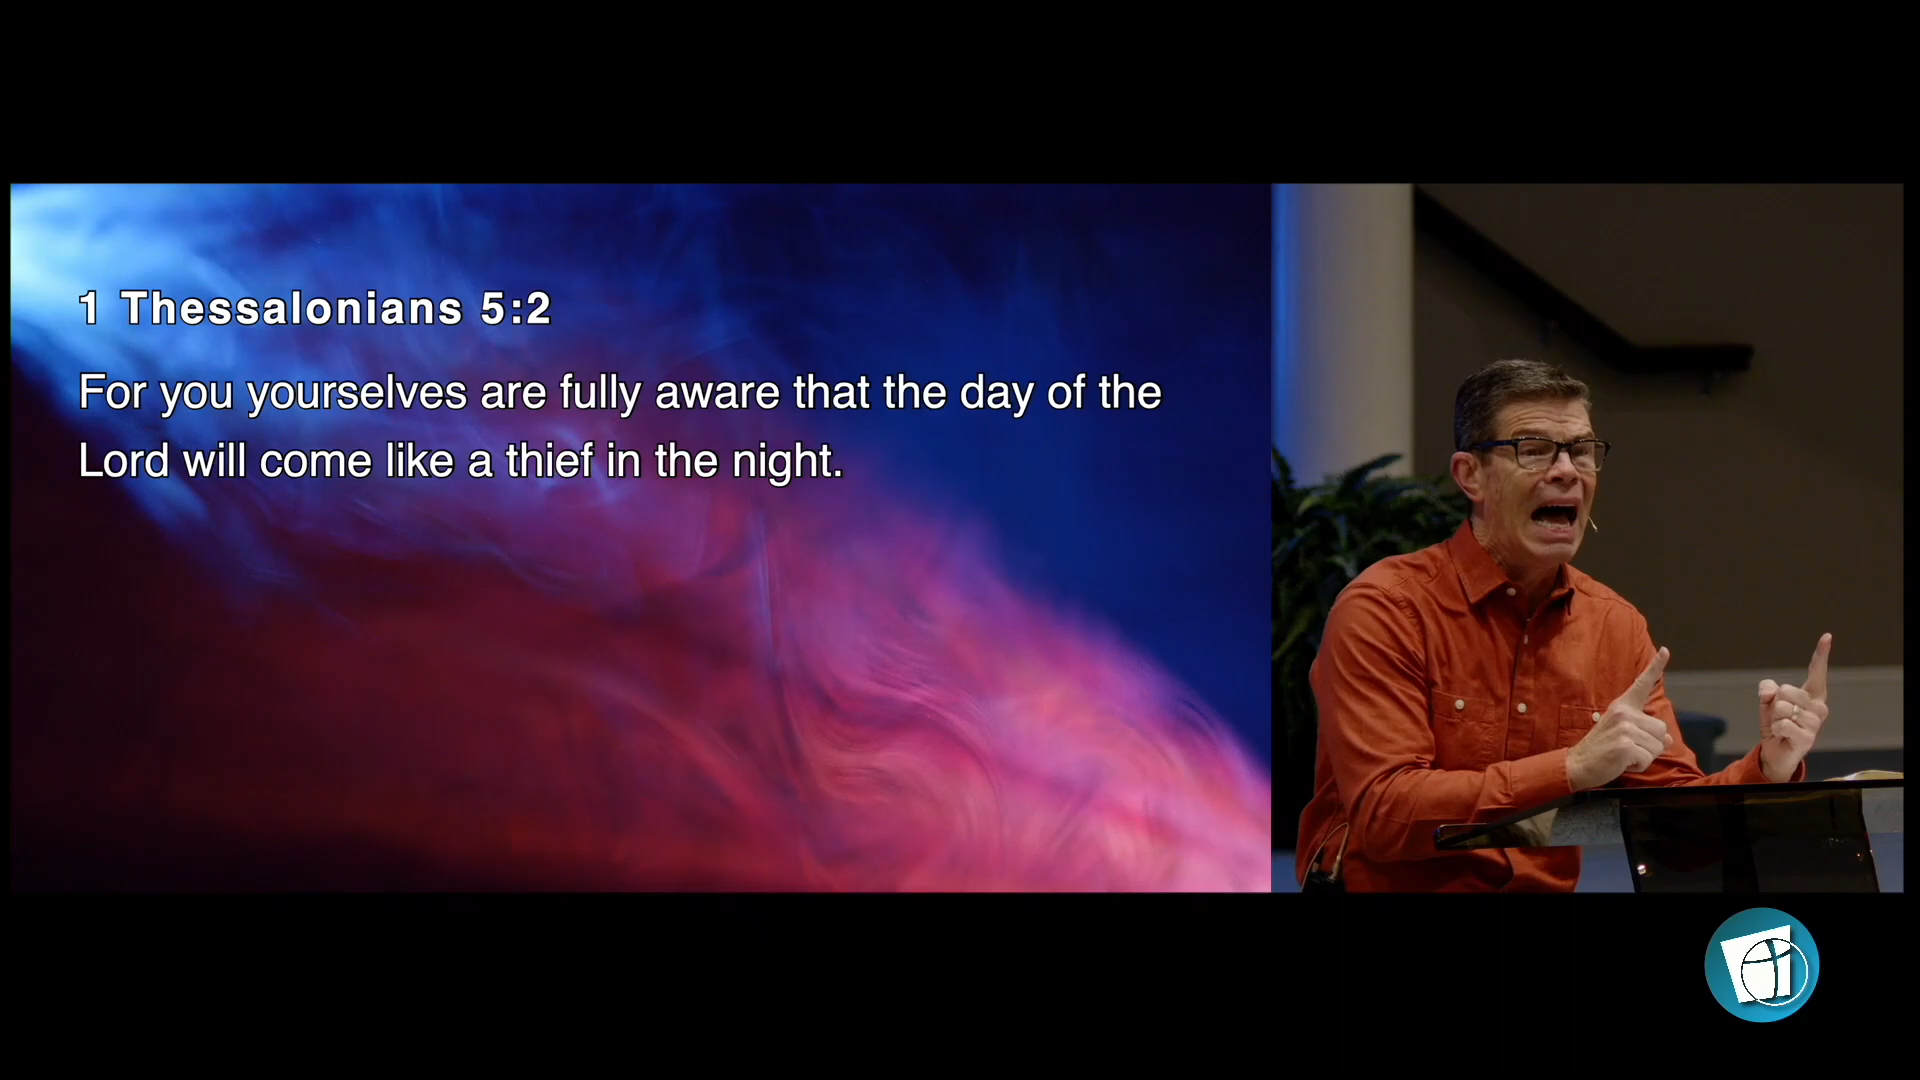 1 Thessalonians 5:2
For you yourselves are fully aware that the day of the
Lord will come like a thief in the night.